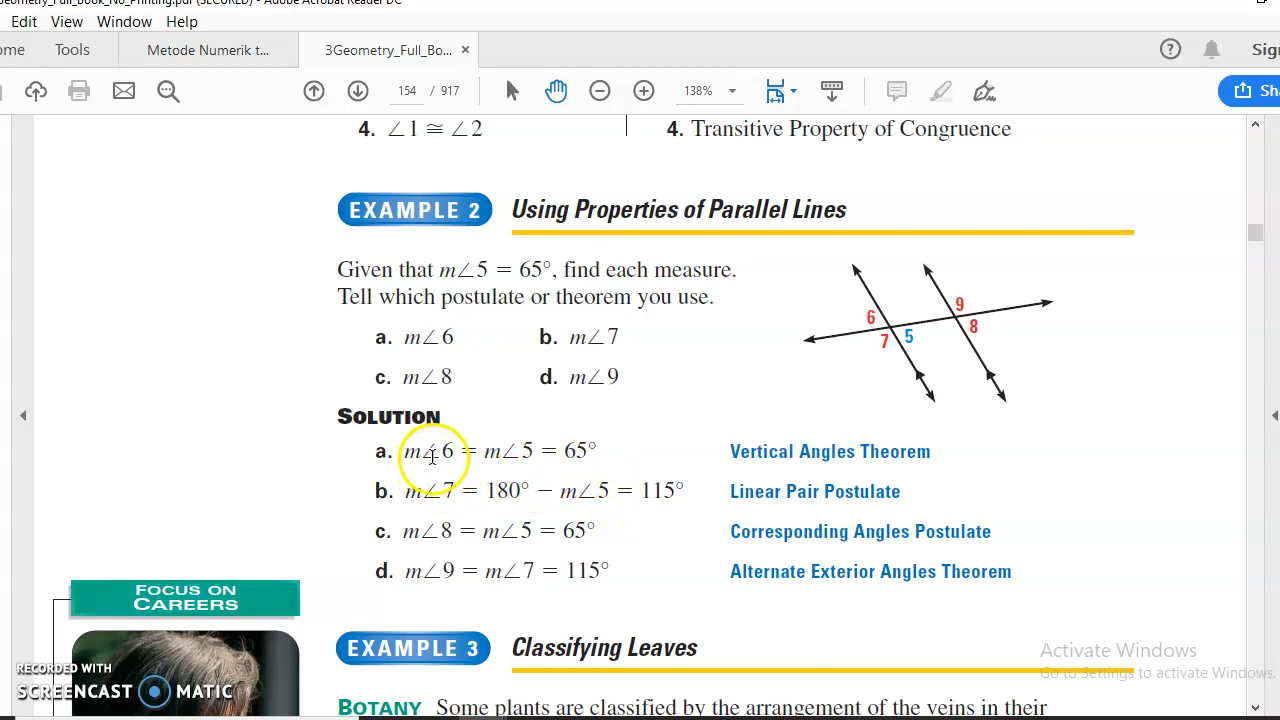 Geometry_Full_Book_No_Printing.pdf (SECURED) - Adobe Acrobat Reader DC
Edit View Window Help
ome Tools Metode Numerik t... 3Geometry_Full_Bo... × Sign
154 / 917 138% Sha
4. ∠1 ≅ ∠2 4. Transitive Property of Congruence
EXAMPLE 2 Using Properties of Parallel Lines
Given that m∠5 = 65°, find each measure.
Tell which postulate or theorem you use.
a. m∠6 b. m∠7
c. m∠8 d. m∠9
6 7 5 9 8
SOLUTION
a. m∠6 = m∠5 = 65° Vertical Angles Theorem
b. m∠7 = 180° − m∠5 = 115° Linear Pair Postulate
c. m∠8 = m∠5 = 65° Corresponding Angles Postulate
d. m∠9 = m∠7 = 115° Alternate Exterior Angles Theorem
FOCUS ON
CAREERS
EXAMPLE 3 Classifying Leaves
BOTANY Some plants are classified by the arrangement of the veins in their
Activate Windows
Go to Settings to activate Windows.
RECORDED WITH
SCREENCAST MATIC